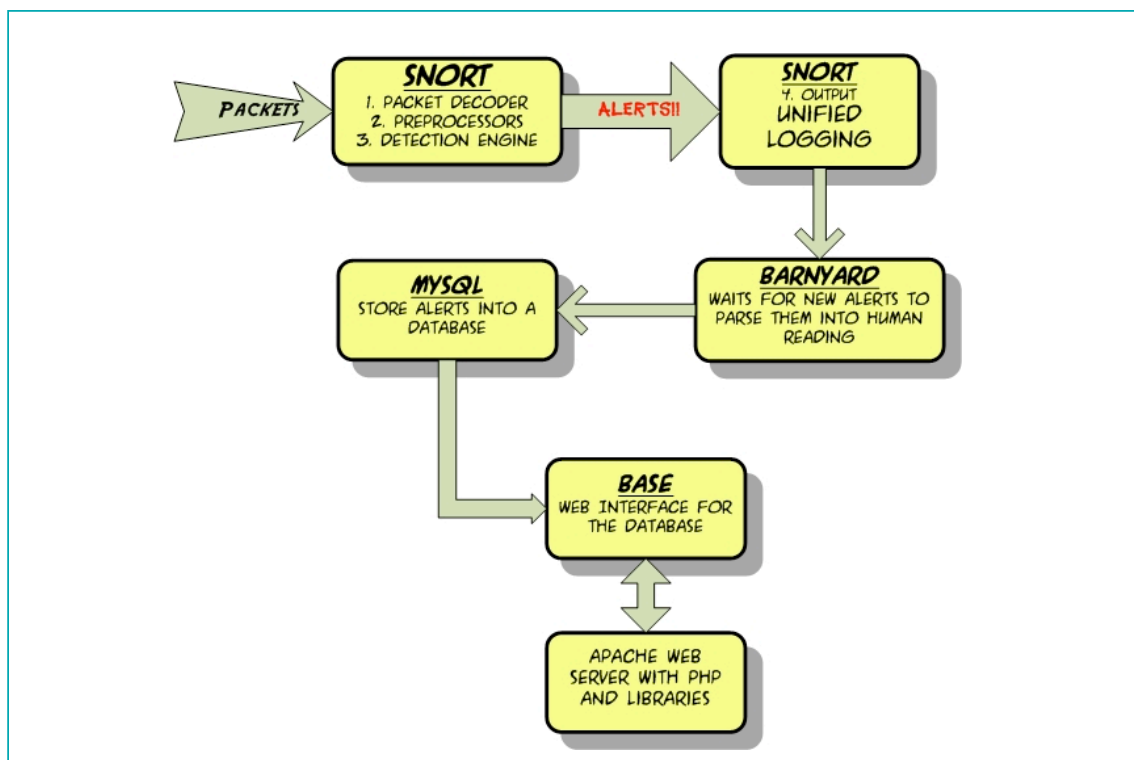 PACKETS
SNORT
1. PACKET DECODER
2. PREPROCESSORS
3. DETECTION ENGINE
ALERTS!!
SNORT
4. OUTPUT
UNIFIED
LOGGING
BARNYARD
WAITS FOR NEW ALERTS TO
PARSE THEM INTO HUMAN
READING
MYSQL
STORE ALERTS INTO A
DATABASE
BASE
WEB INTERFACE FOR
THE DATABASE
APACHE WEB
SERVER WITH PHP
AND LIBRARIES